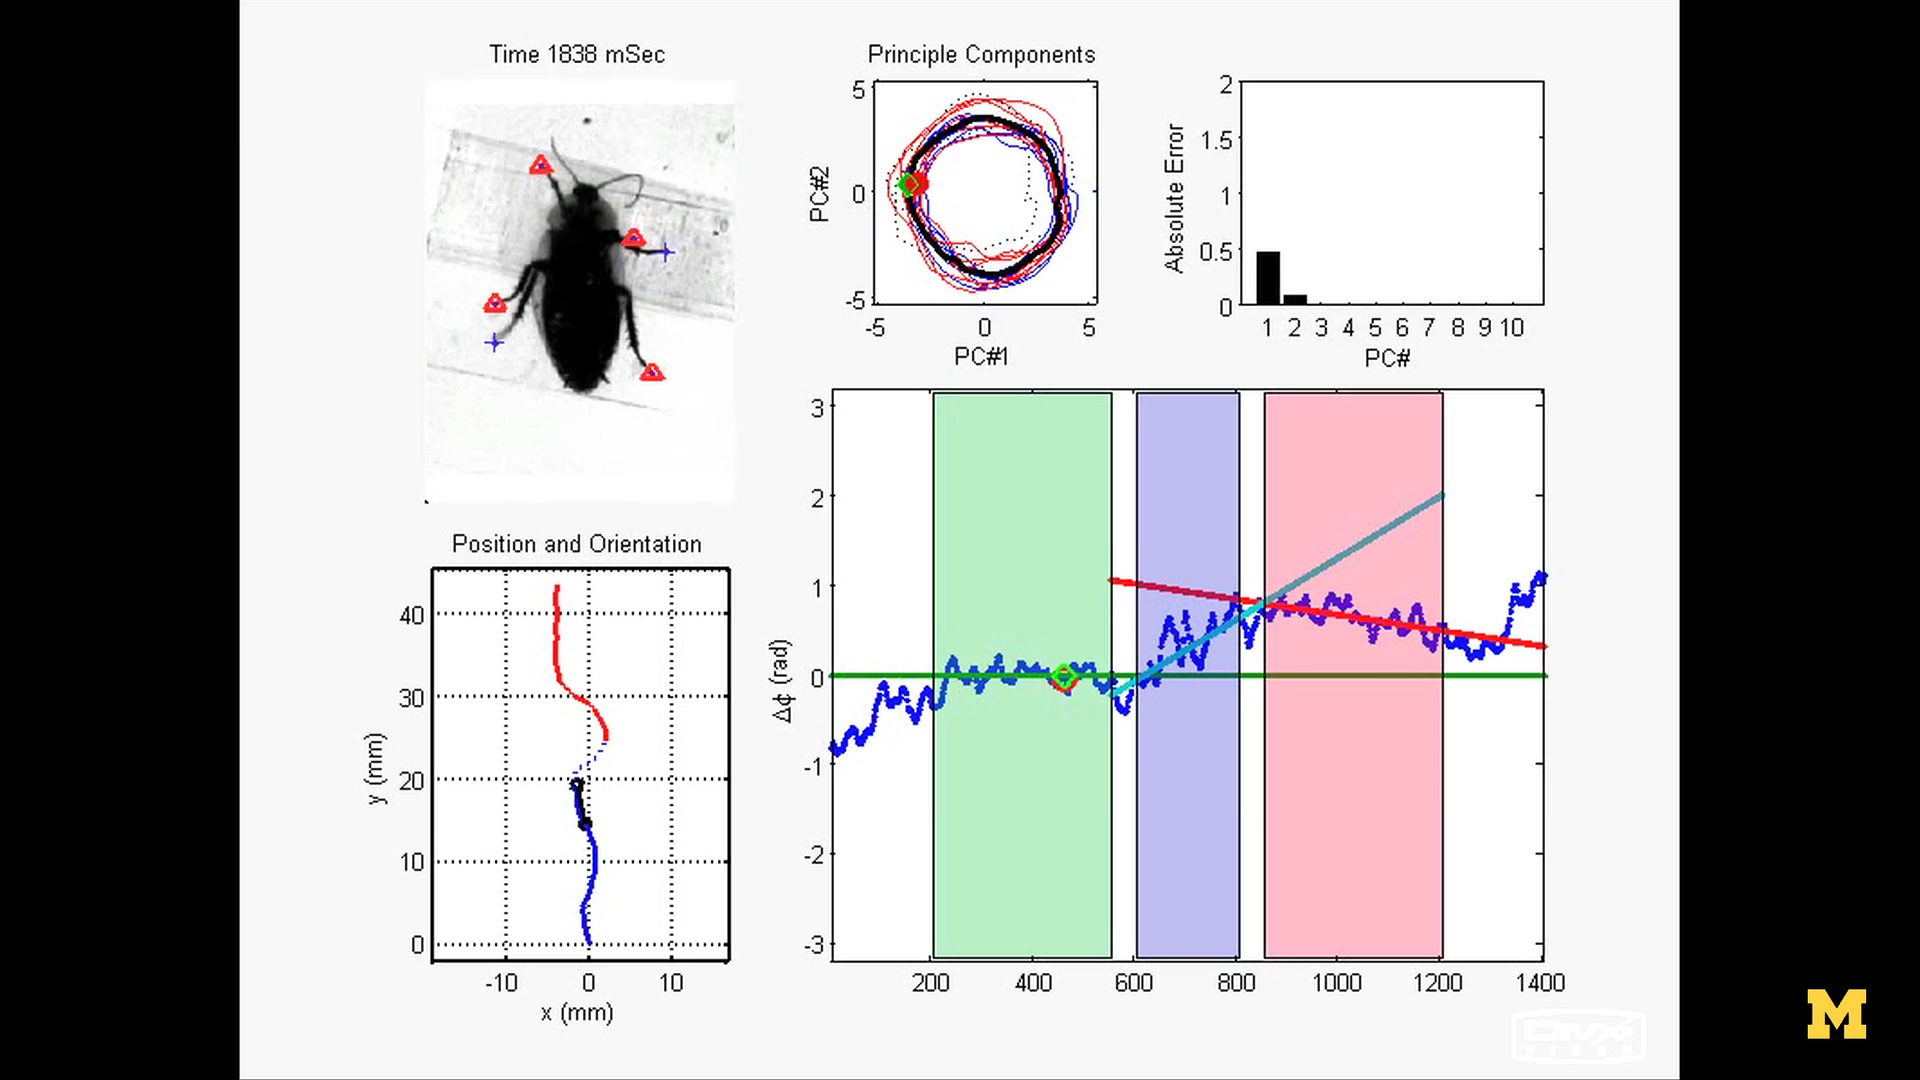 Time 1838 mSec
Principle Components
5
0
-5
PC#2
-5 0 5
PC#1
2
1.5
1
0.5
0
Absolute Error
1 2 3 4 5 6 7 8 9 10
PC#
Position and Orientation
40
30
20
10
0
y (mm)
-10 0 10
x (mm)
3
2
1
0
-1
-2
-3
Δϕ (rad)
200 400 600 800 1000 1200 1400
DIVX
M